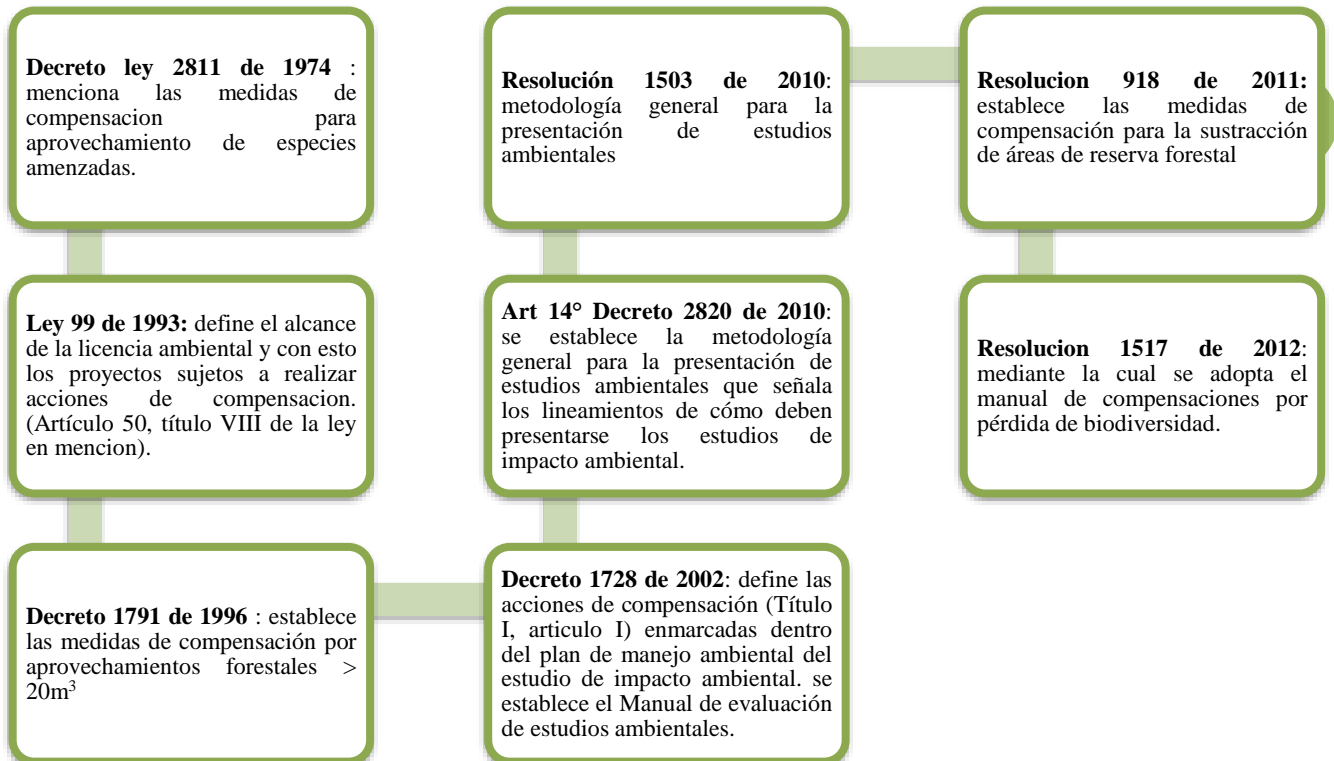 Decreto ley 2811 de 1974 :
menciona las medidas de
compensacion para
aprovechamiento de especies
amenzadas.
Ley 99 de 1993: define el alcance
de la licencia ambiental y con esto
los proyectos sujetos a realizar
acciones de compensacion.
(Artículo 50, título VIII de la ley
en mencion).
Decreto 1791 de 1996 : establece
las medidas de compensación por
aprovechamientos forestales >
20m³
Decreto 1728 de 2002: define las
acciones de compensación (Título
I, articulo I) enmarcadas dentro
del plan de manejo ambiental del
estudio de impacto ambiental. se
establece el Manual de evaluación
de estudios ambientales.
Art 14° Decreto 2820 de 2010:
se establece la metodología
general para la presentación de
estudios ambientales que señala
los lineamientos de cómo deben
presentarse los estudios de
impacto ambiental.
Resolución 1503 de 2010:
metodología general para la
presentación de estudios
ambientales
Resolucion 918 de 2011:
establece las medidas de
compensación para la sustracción
de áreas de reserva forestal
Resolucion 1517 de 2012:
mediante la cual se adopta el
manual de compensaciones por
pérdida de biodiversidad.